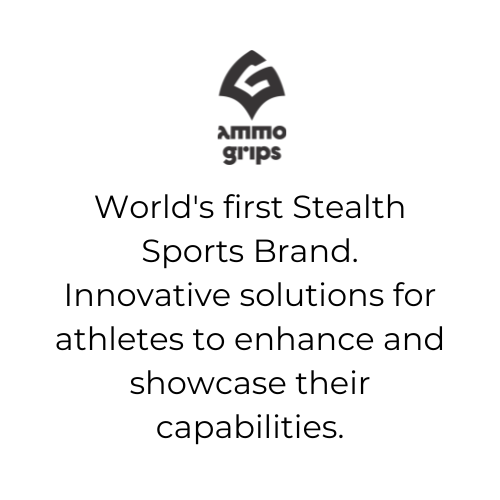 ammo
grips
World's first Stealth
Sports Brand.
Innovative solutions for
athletes to enhance and
showcase their
capabilities.